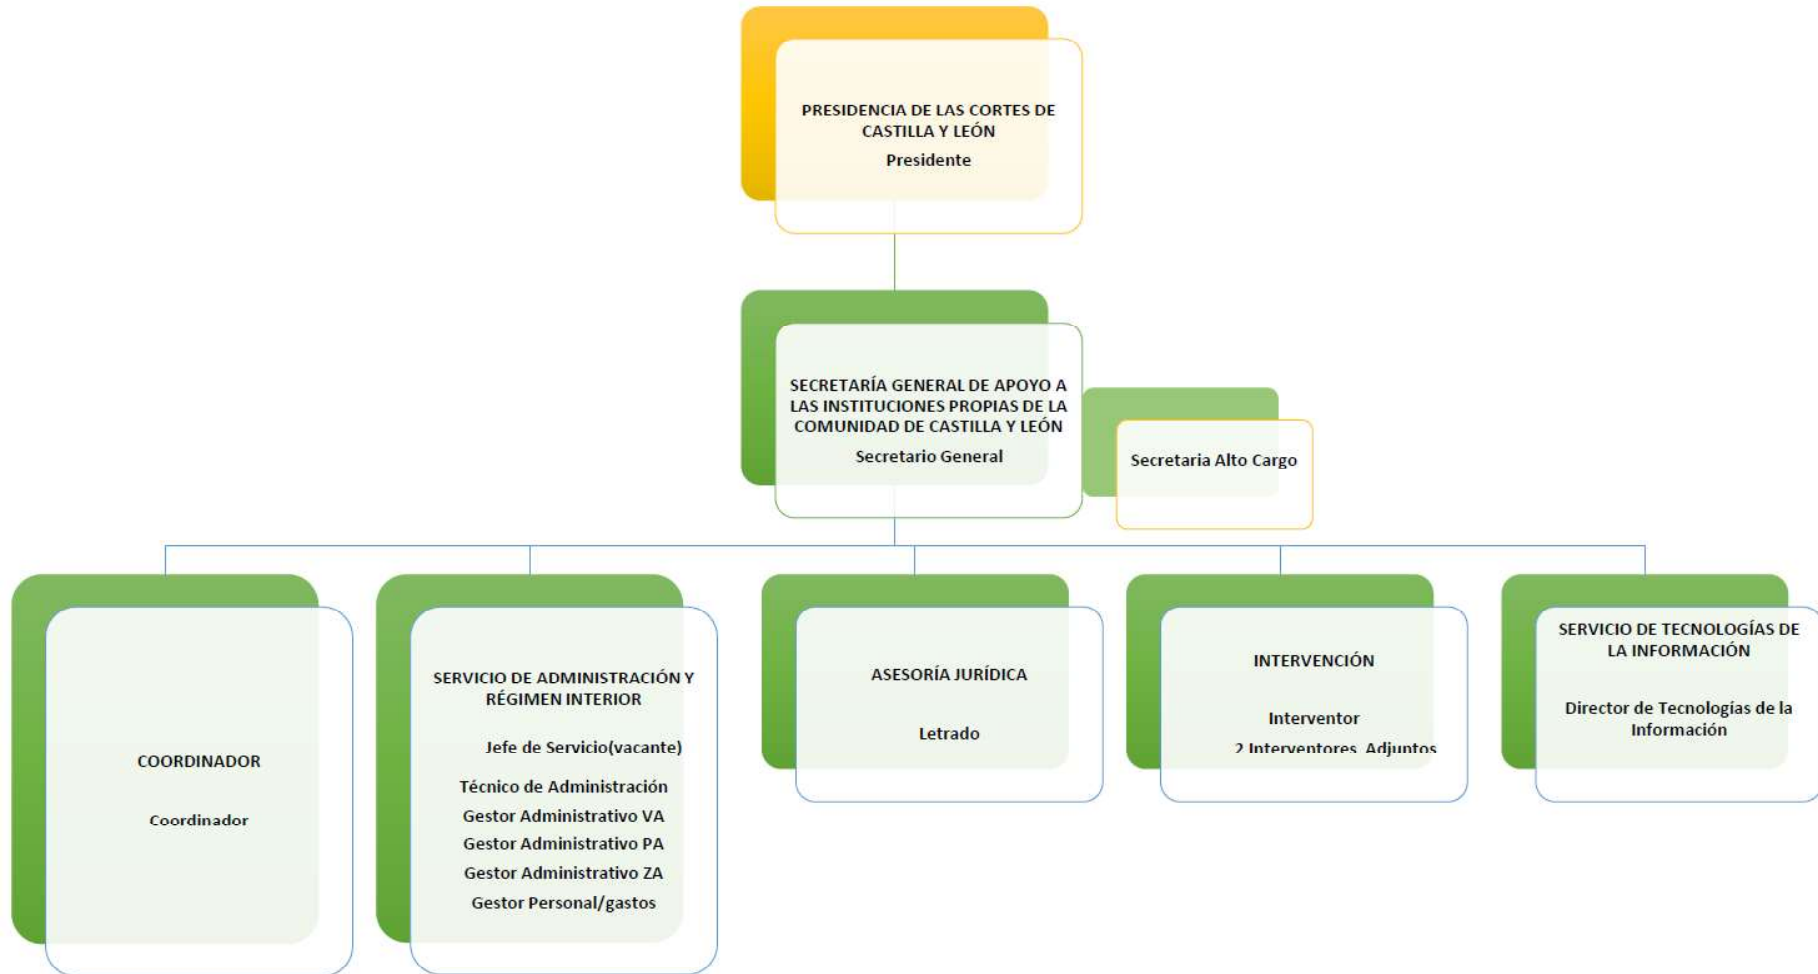 PRESIDENCIA DE LAS CORTES DE
CASTILLA Y LEÓN
Presidente
SECRETARÍA GENERAL DE APOYO A
LAS INSTITUCIONES PROPIAS DE LA
COMUNIDAD DE CASTILLA Y LEÓN
Secretario General
Secretaria Alto Cargo
COORDINADOR
Coordinador
SERVICIO DE ADMINISTRACIÓN Y
RÉGIMEN INTERIOR
Jefe de Servicio(vacante)
Técnico de Administración
Gestor Administrativo VA
Gestor Administrativo PA
Gestor Administrativo ZA
Gestor Personal/gastos
ASESORÍA JURÍDICA
Letrado
INTERVENCIÓN
Interventor
2 Interventores Adjuntos
SERVICIO DE TECNOLOGÍAS DE
LA INFORMACIÓN
Director de Tecnologías de la
Información